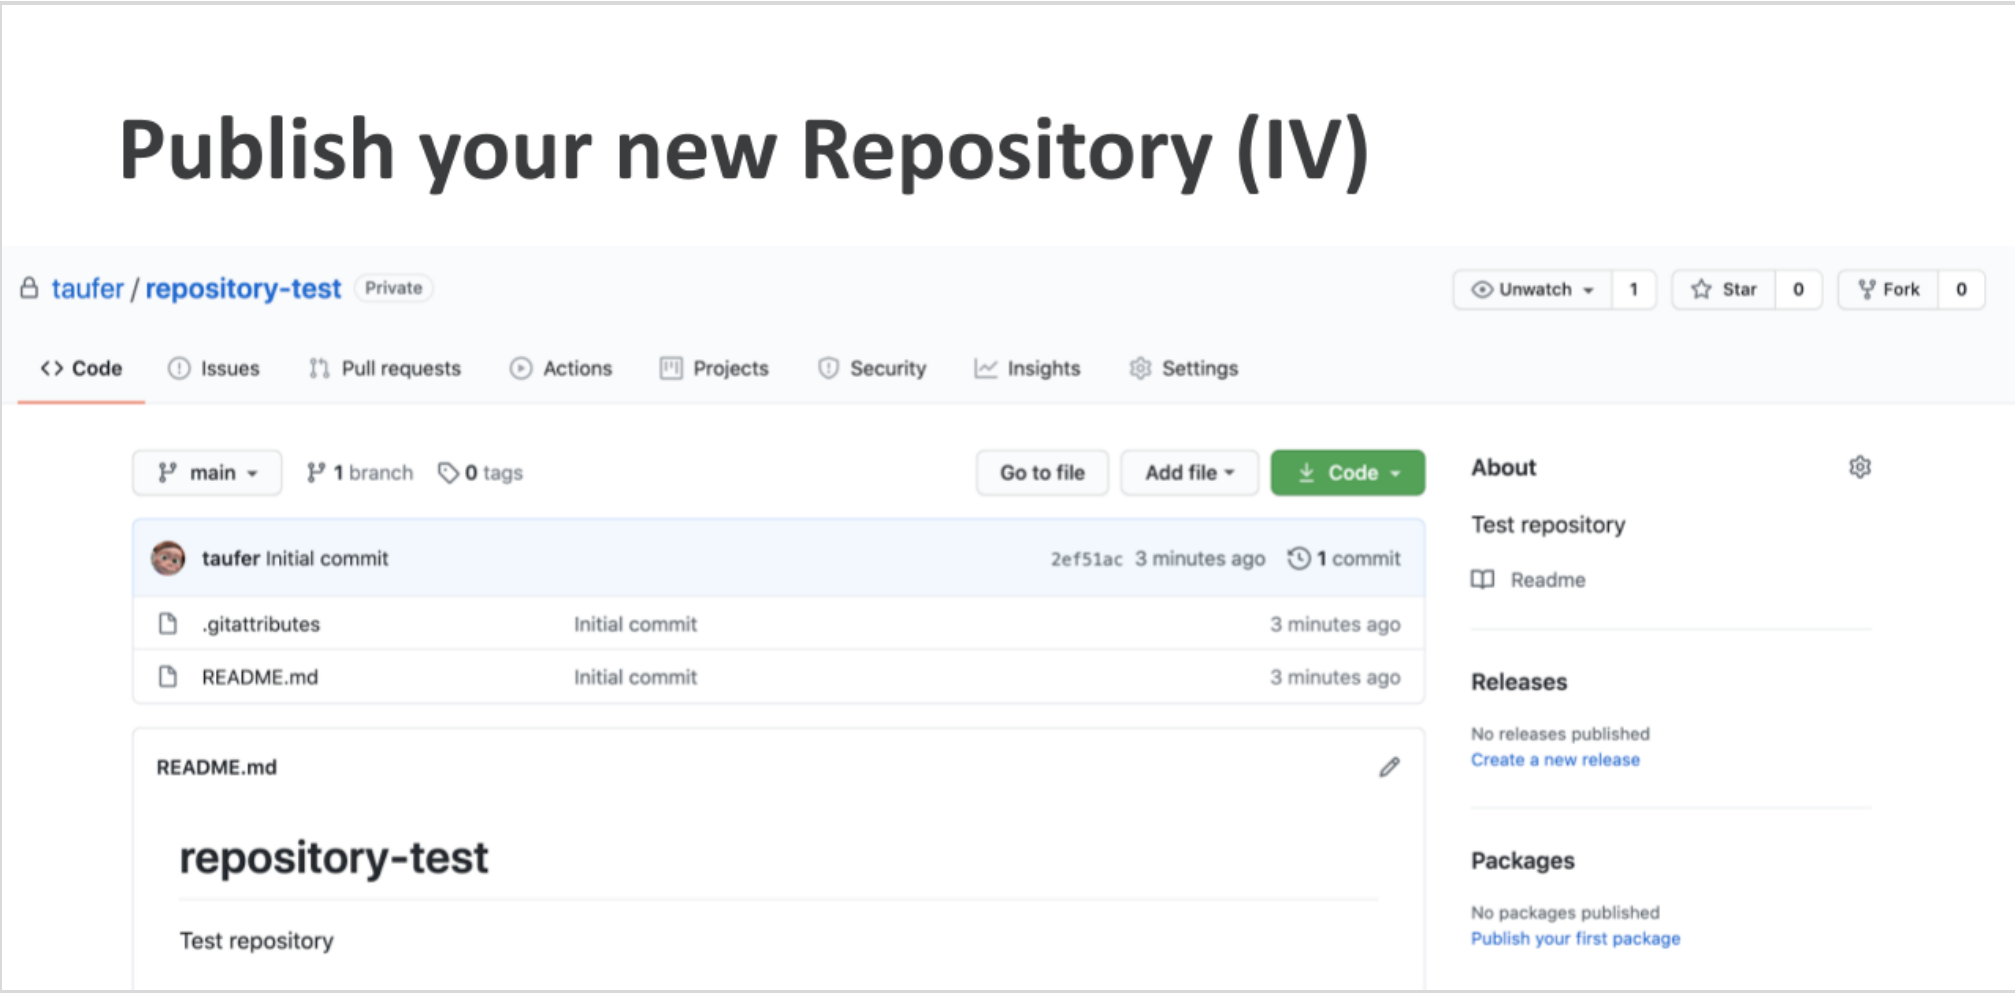 Publish your new Repository (IV)
taufer / repository-test Private
Unwatch 1 Star 0 Fork 0
<> Code Issues Pull requests Actions Projects Security Insights Settings
main 1 branch 0 tags Go to file Add file Code
taufer Initial commit 2ef51ac 3 minutes ago 1 commit
.gitattributes Initial commit 3 minutes ago
README.md Initial commit 3 minutes ago
README.md
repository-test
Test repository
About
Test repository
Readme
Releases
No releases published
Create a new release
Packages
No packages published
Publish your first package